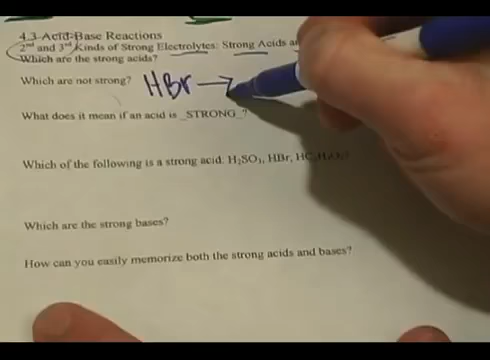 4.3 Acid-Base Reactions
2nd and 3rd Kinds of Strong Electrolytes: Strong Acids
Which are the strong acids?
Which are not strong? HBr →
What does it mean if an acid is _STRONG_?
Which of the following is a strong acid: H2SO3, HBr,
Which are the strong bases?
How can you easily memorize both the strong acids and bases?